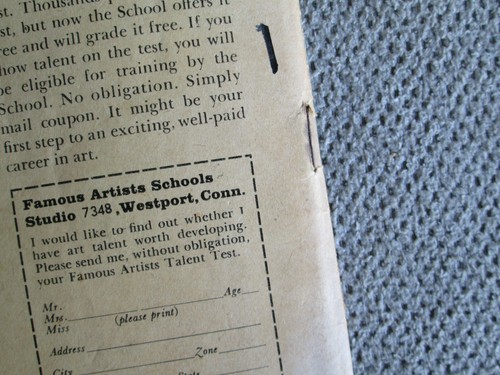 st. Thousands
st, but now the School offers it
ree and will grade it free. If you
how talent on the test, you will
be eligible for training by the
School. No obligation. Simply
mail coupon. It might be your
first step to an exciting, well-paid
career in art.
Famous Artists Schools
Studio 7348, Westport, Conn.
I would like to find out whether I
have art talent worth developing.
Please send me, without obligation,
your Famous Artists Talent Test.
Mr. Age
Mrs.
Miss (please print)
Address Zone
City State